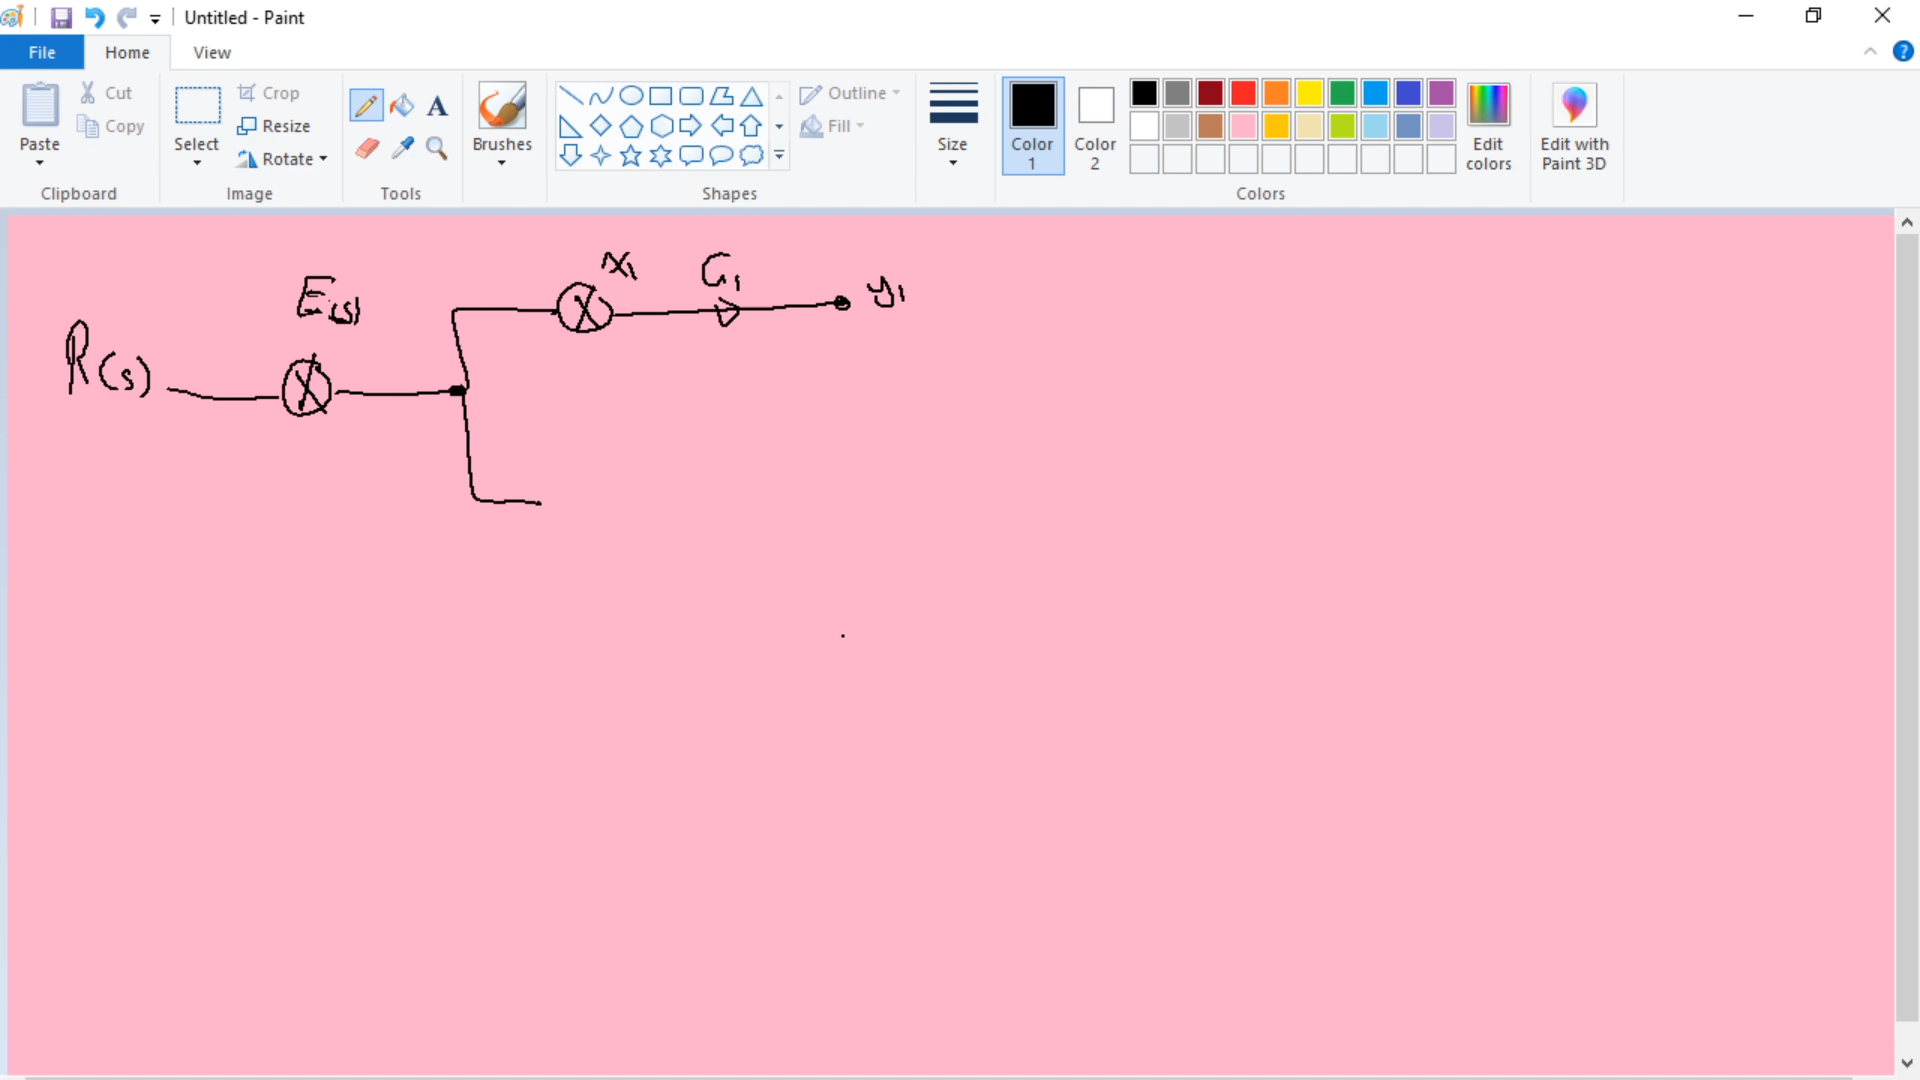 Untitled - Paint
File Home View
Paste
Cut
Copy
Clipboard
Select
Crop
Resize
Rotate
Image
A
Tools
Brushes
Outline
Fill
Shapes
Size
Color 1
Color 2
Edit colors
Edit with Paint 3D
Colors
?
R(s)
E(s)
X
x1
X
G1
y1